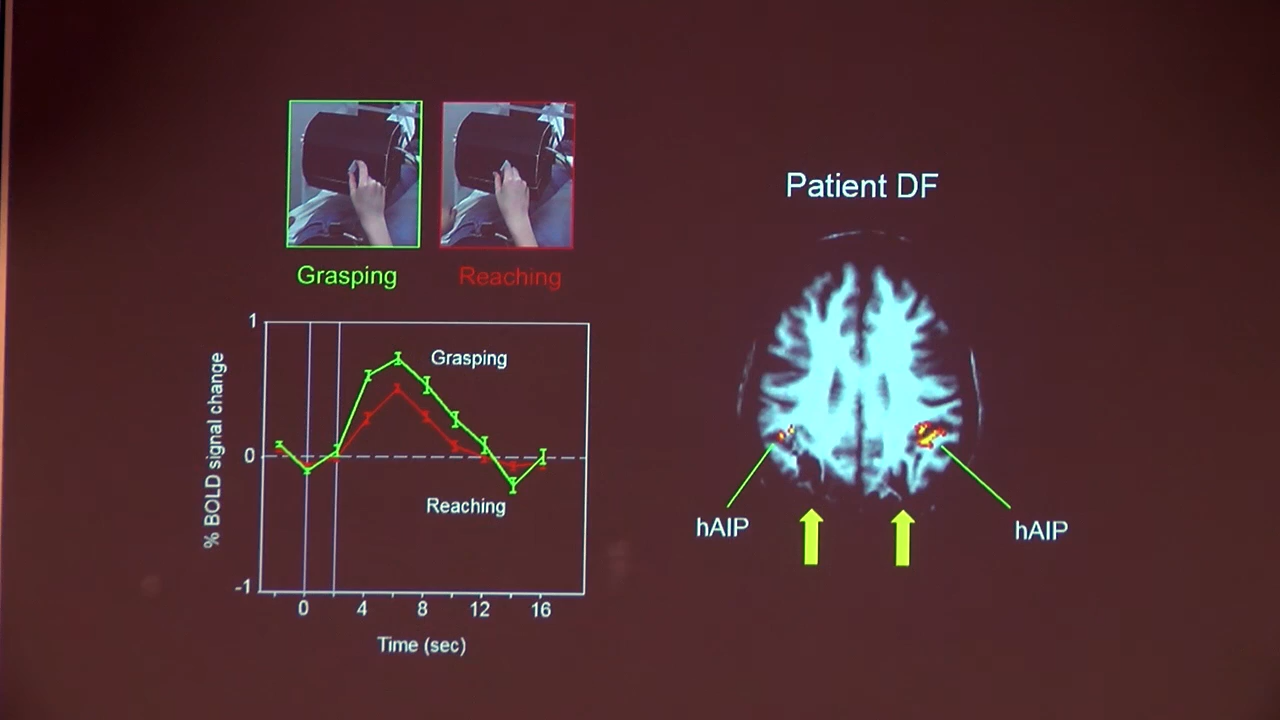 Grasping
Reaching
Patient DF
1
0
-1
% BOLD signal change
Grasping
Reaching
0 4 8 12 16
Time (sec)
hAIP
hAIP